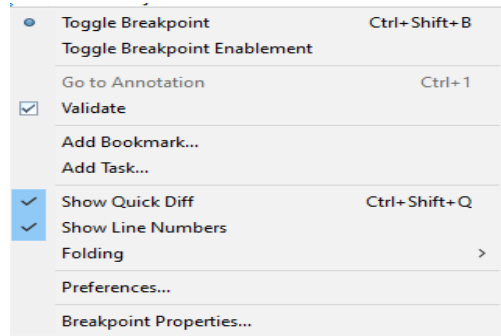 Toggle Breakpoint Ctrl+Shift+B
Toggle Breakpoint Enablement
Go to Annotation Ctrl+1
Validate
Add Bookmark...
Add Task...
Show Quick Diff Ctrl+Shift+Q
Show Line Numbers
Folding >
Preferences...
Breakpoint Properties...